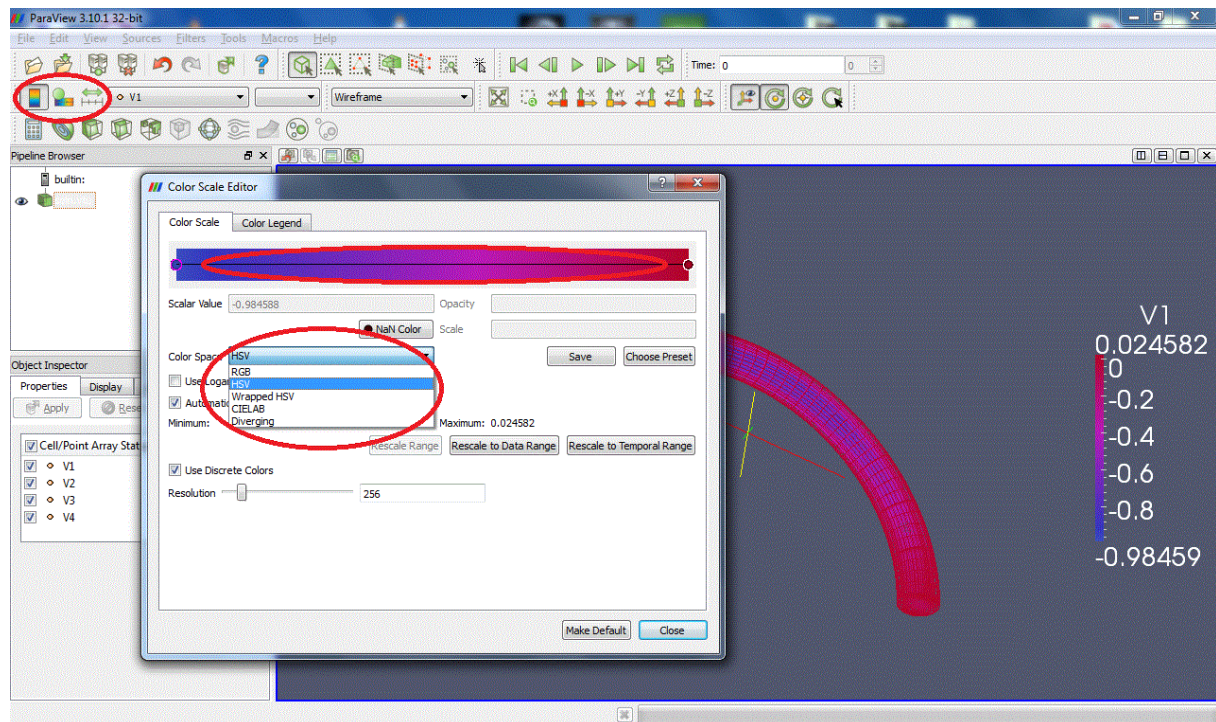 ParaView 3.10.1 32-bit
File Edit View Sources Filters Tools Macros Help
Time: 0 0
V1 Wireframe
+X -X +Y -Y +Z -Z
Pipeline Browser
builtin:
Color Scale Editor
Color Scale Color Legend
Scalar Value -0.984588 Opacity
NaN Color Scale
Color Space HSV Save Choose Preset
RGB
HSV
Wrapped HSV
CIELAB
Diverging
Use Loga
Automati
Minimum: Maximum: 0.024582
Rescale Range Rescale to Data Range Rescale to Temporal Range
Use Discrete Colors
Resolution 256
Make Default Close
Object Inspector
Properties Display
Apply Rese
Cell/Point Array Stat
V1
V2
V3
V4
V1
0.024582
0
-0.2
-0.4
-0.6
-0.8
-0.98459